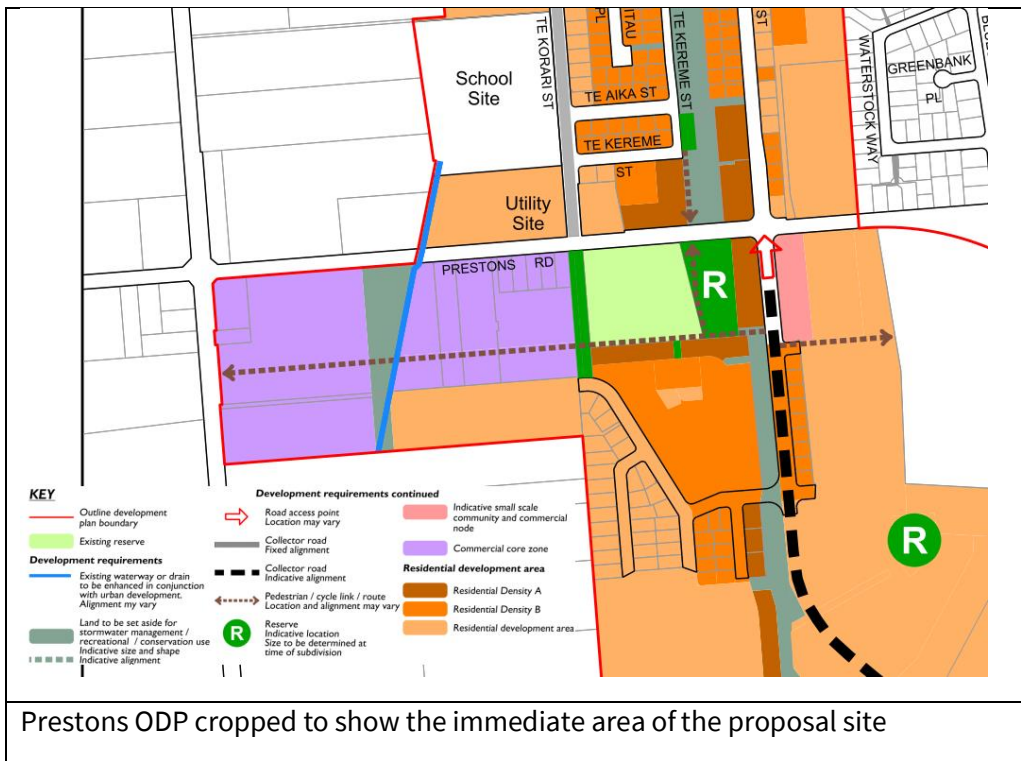 PL
ITAU
TE KORARI ST
TE KEREME ST
ST
WATERSTOCK WAY
GREENBANK
PL
School
Site
TE AIKA ST
TE KEREME
ST
Utility
Site
PRESTONS RD
R
R
KEY
Outline development
plan boundary
Existing reserve
Development requirements
Existing waterway or drain
to be enhanced in conjunction
with urban development.
Alignment my vary
Land to be set aside for
stormwater management /
recreational / conservation use
Indicative size and shape
Indicative alignment
Development requirements continued
Road access point
Location may vary
Collector road
Fixed alignment
Collector road
Indicative alignment
Pedestrian / cycle link / route
Location and alignment may vary
R
Reserve
Indicative location
Size to be determined at
time of subdivision
Indicative small scale
community and commercial
node
Commercial core zone
Residential development area
Residential Density A
Residential Density B
Residential development area
Prestons ODP cropped to show the immediate area of the proposal site